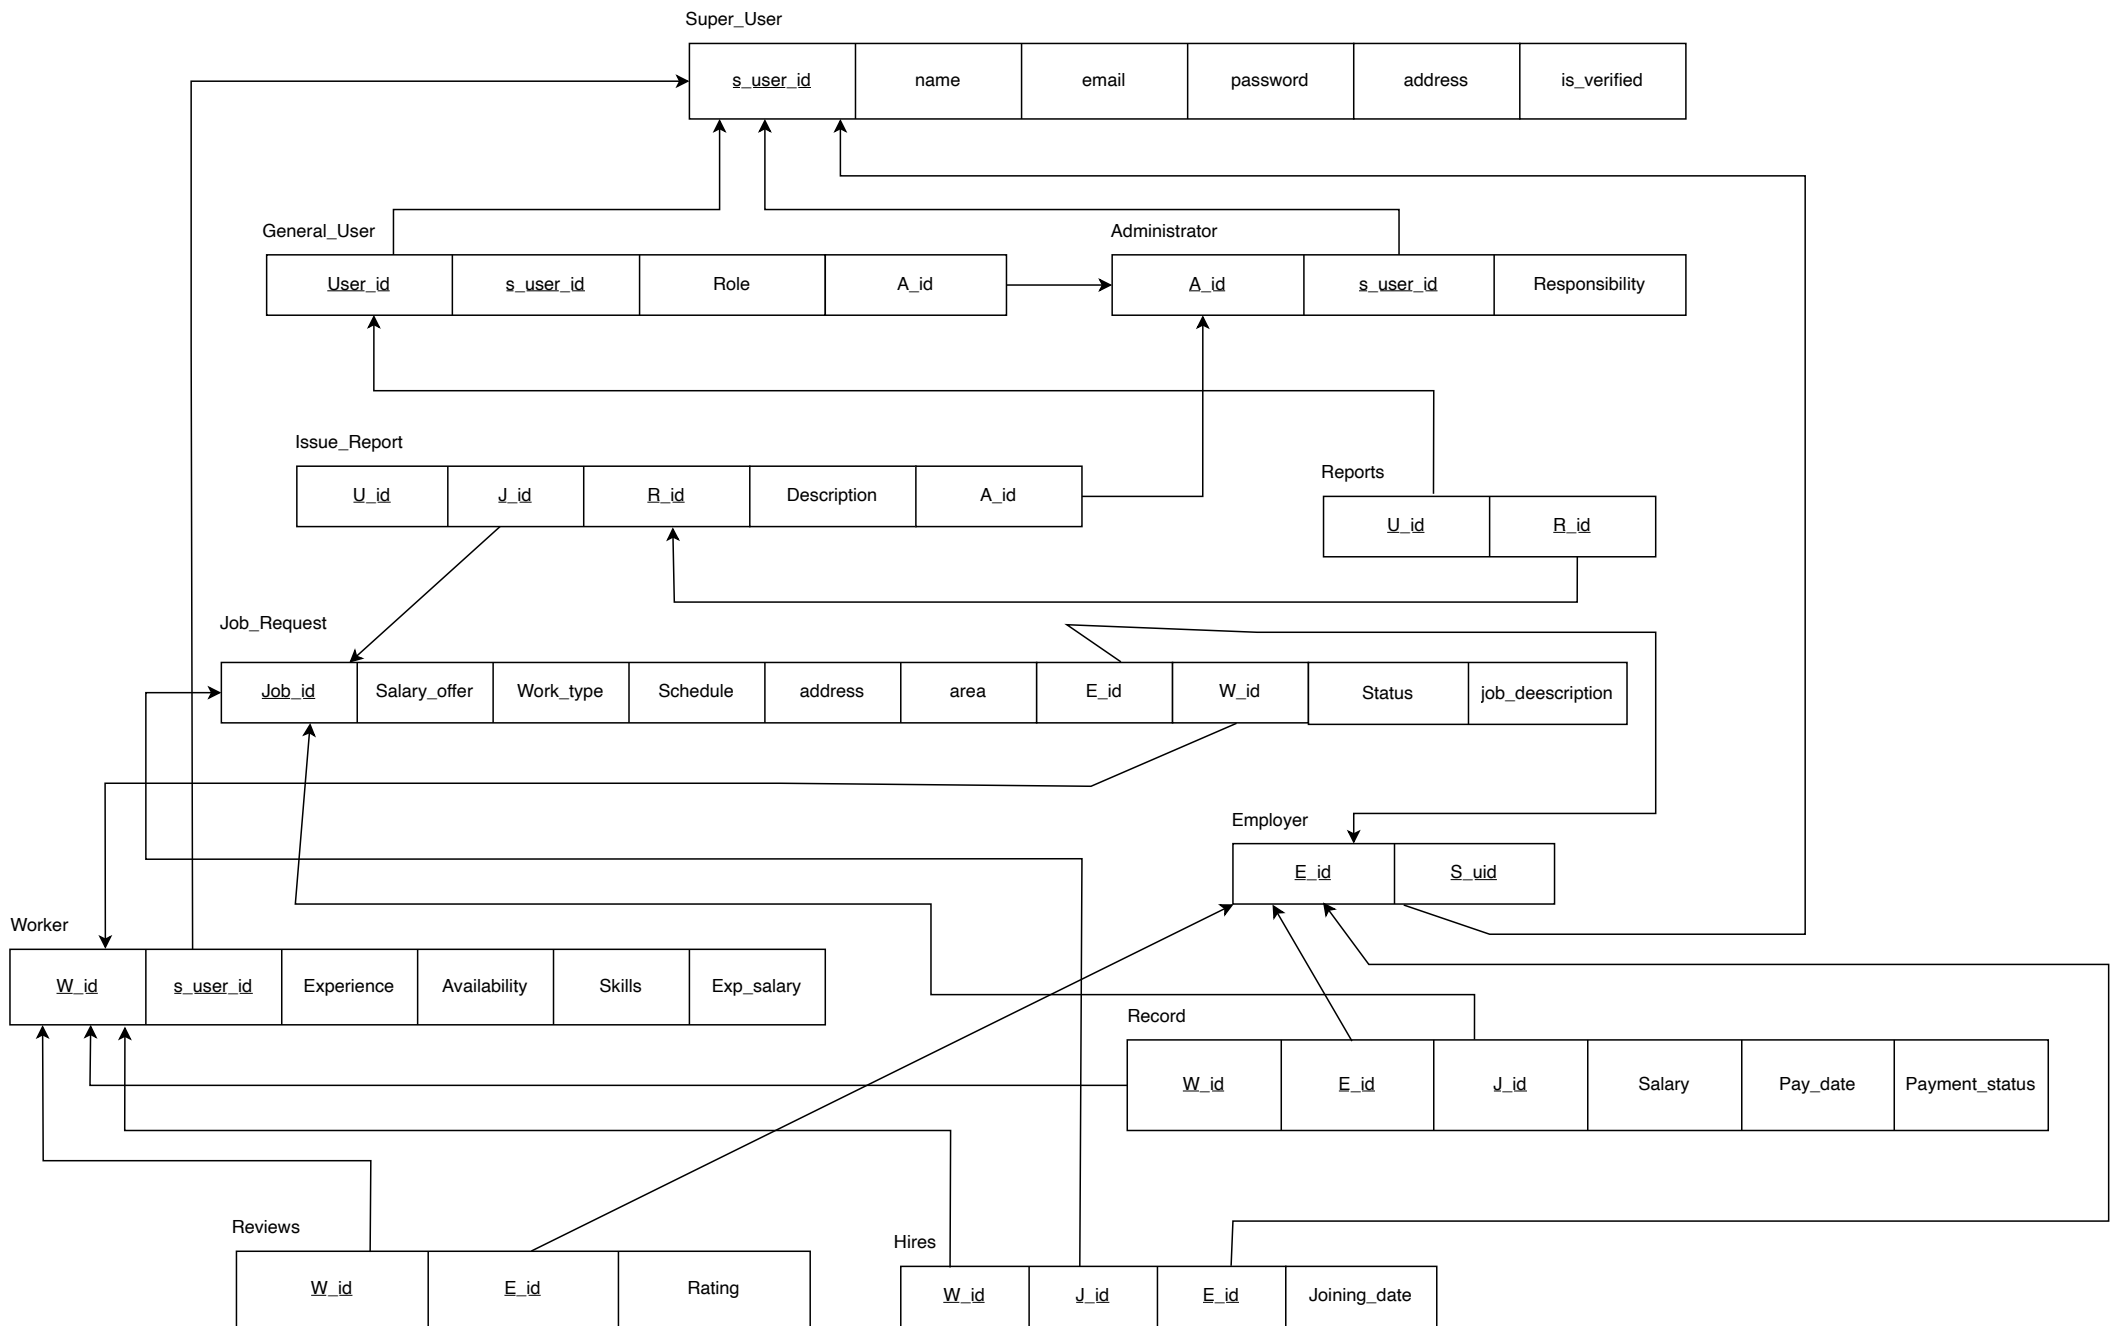 Super_User
s_user_id name email password address is_verified
General_User
User_id s_user_id Role A_id
Administrator
A_id s_user_id Responsibility
Issue_Report
U_id J_id R_id Description A_id
Reports
U_id R_id
Job_Request
Job_id Salary_offer Work_type Schedule address area E_id W_id Status job_deescription
Employer
E_id S_uid
Worker
W_id s_user_id Experience Availability Skills Exp_salary
Record
W_id E_id J_id Salary Pay_date Payment_status
Reviews
W_id E_id Rating
Hires
W_id J_id E_id Joining_date